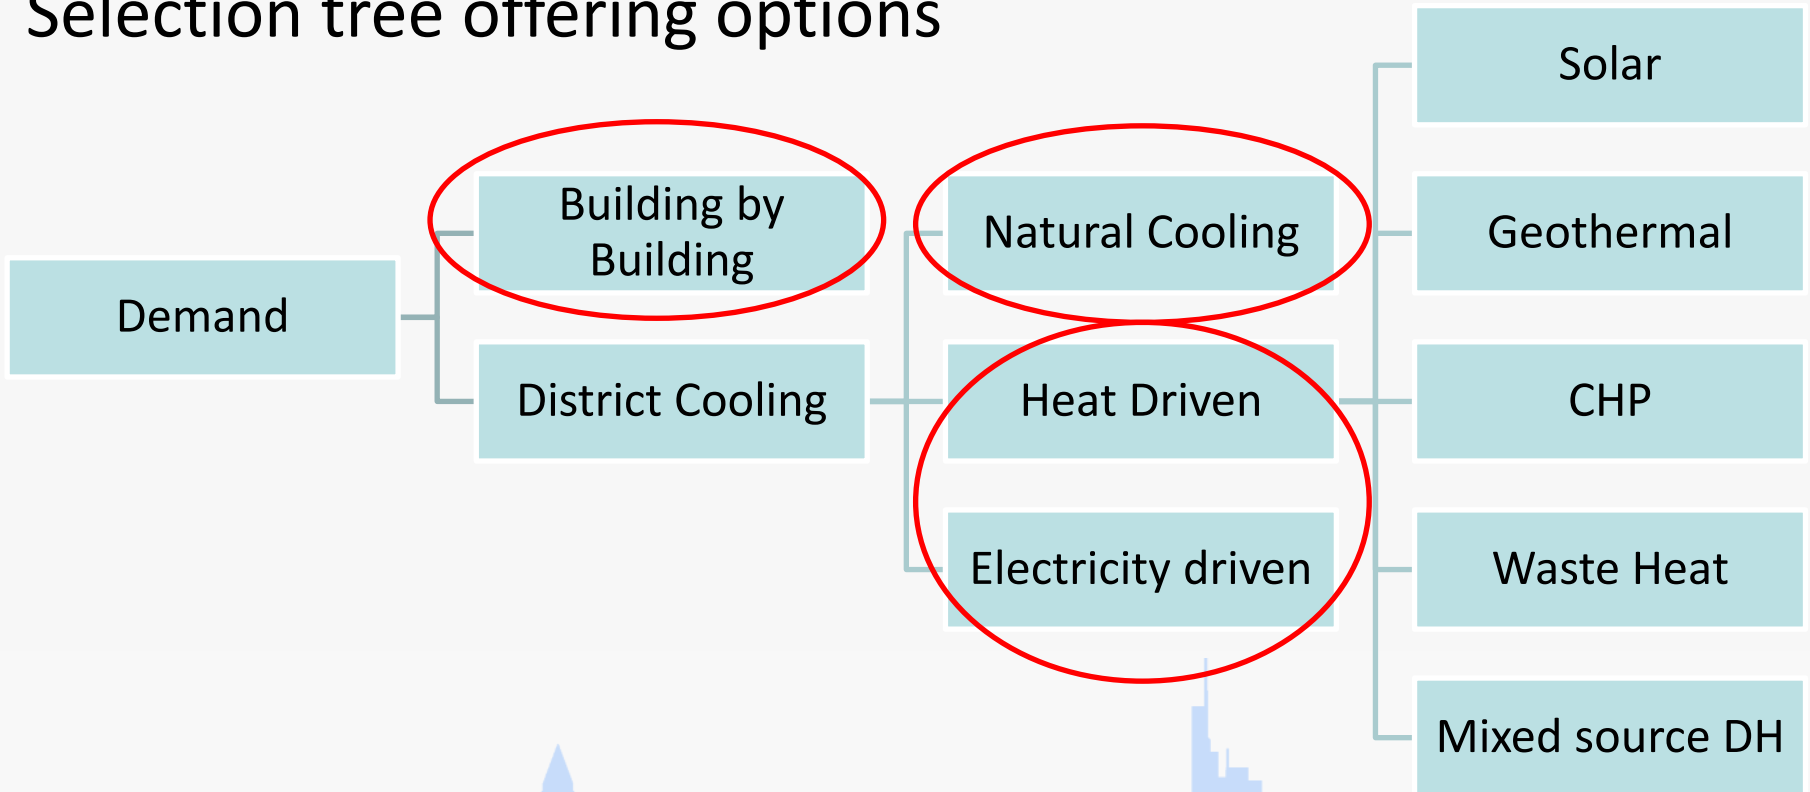 Selection tree offering options
Demand
Building by
Building
District Cooling
Natural Cooling
Heat Driven
Electricity driven
Solar
Geothermal
CHP
Waste Heat
Mixed source DH